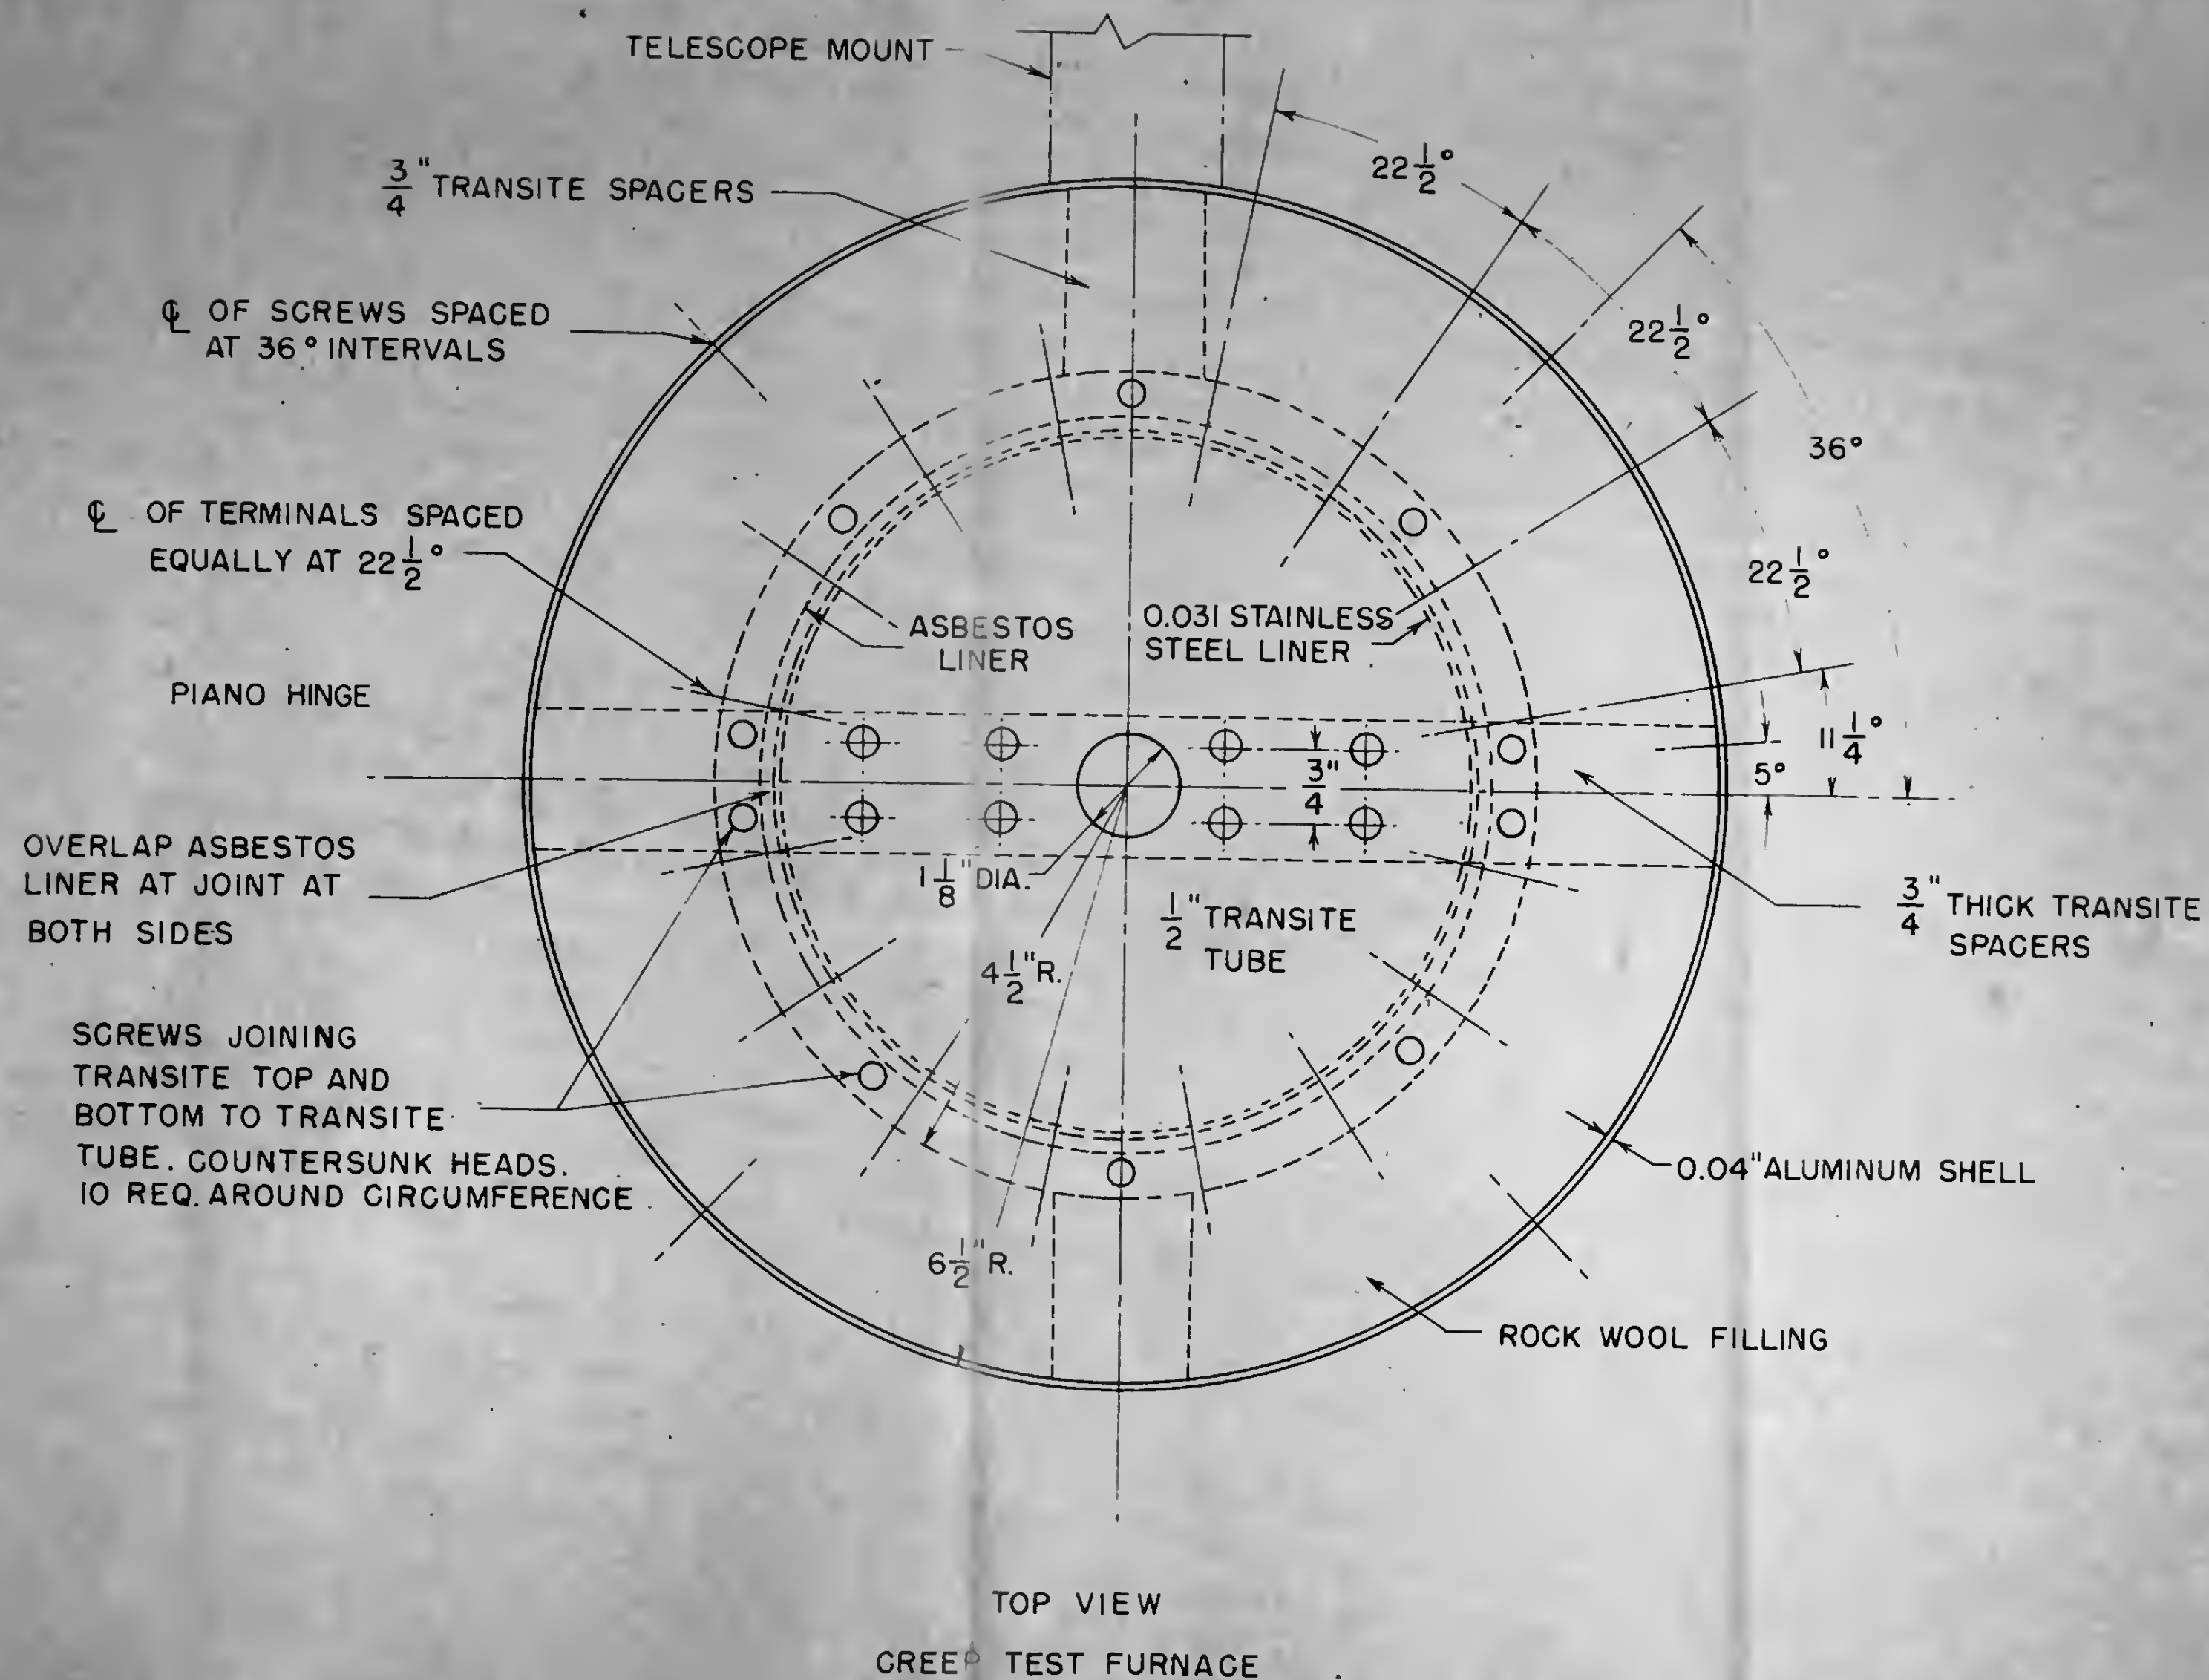 TELESCOPE MOUNT
3/4" TRANSITE SPACERS
22 1/2°
℄ OF SCREWS SPACED
AT 36° INTERVALS
22 1/2°
36°
℄ OF TERMINALS SPACED
EQUALLY AT 22 1/2°
22 1/2°
ASBESTOS
LINER
0.031 STAINLESS
STEEL LINER
PIANO HINGE
11 1/4°
5°
3/4"
OVERLAP ASBESTOS
LINER AT JOINT AT
BOTH SIDES
1 1/8" DIA.
1/2" TRANSITE
TUBE
3/4" THICK TRANSITE
SPACERS
4 1/2" R.
SCREWS JOINING
TRANSITE TOP AND
BOTTOM TO TRANSITE
TUBE. COUNTERSUNK HEADS.
10 REQ. AROUND CIRCUMFERENCE
0.04" ALUMINUM SHELL
6 1/2" R.
ROCK WOOL FILLING
TOP VIEW
CREEP TEST FURNACE